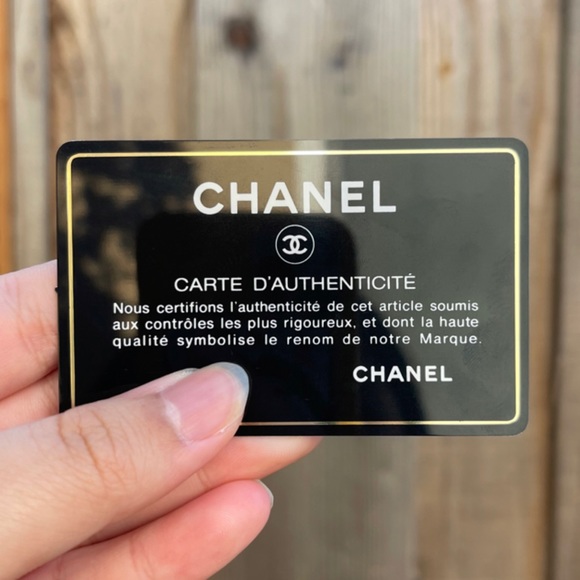 CHANEL
CARTE D'AUTHENTICITÉ
Nous certifions l'authenticité de cet article soumis
aux contrôles les plus rigoureux, et dont la haute
qualité symbolise le renom de notre Marque.
CHANEL